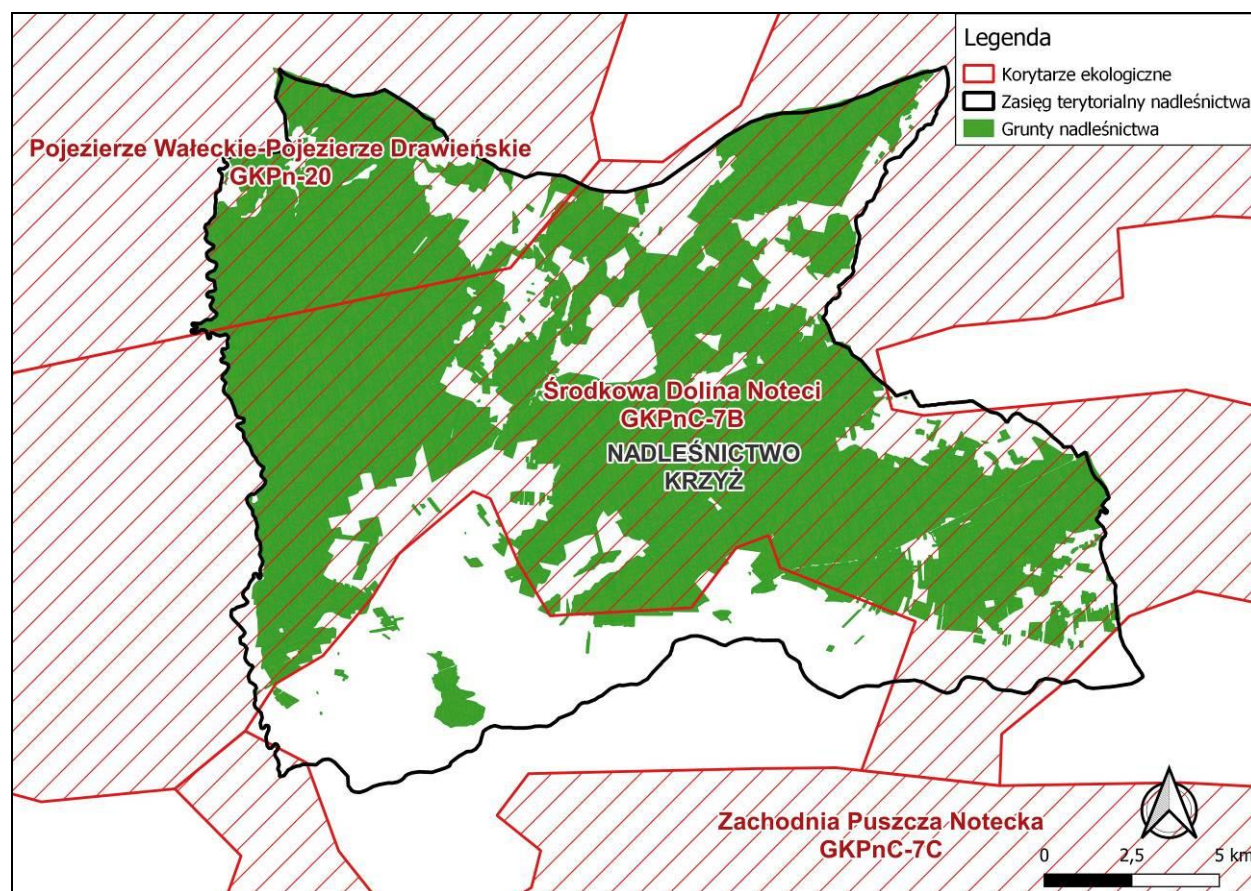 Legenda
Korytarze ekologiczne
Zasięg terytorialny nadleśnictwa
Grunty nadleśnictwa
Pojezierze Wałeckie-Pojezierze Drawieńskie
GKPn-20
Środkowa Dolina Noteci
GKPnC-7B
NADLEŚNICTWO
KRZYŻ
Zachodnia Puszcza Notecka
GKPnC-7C
0 2,5 5 km